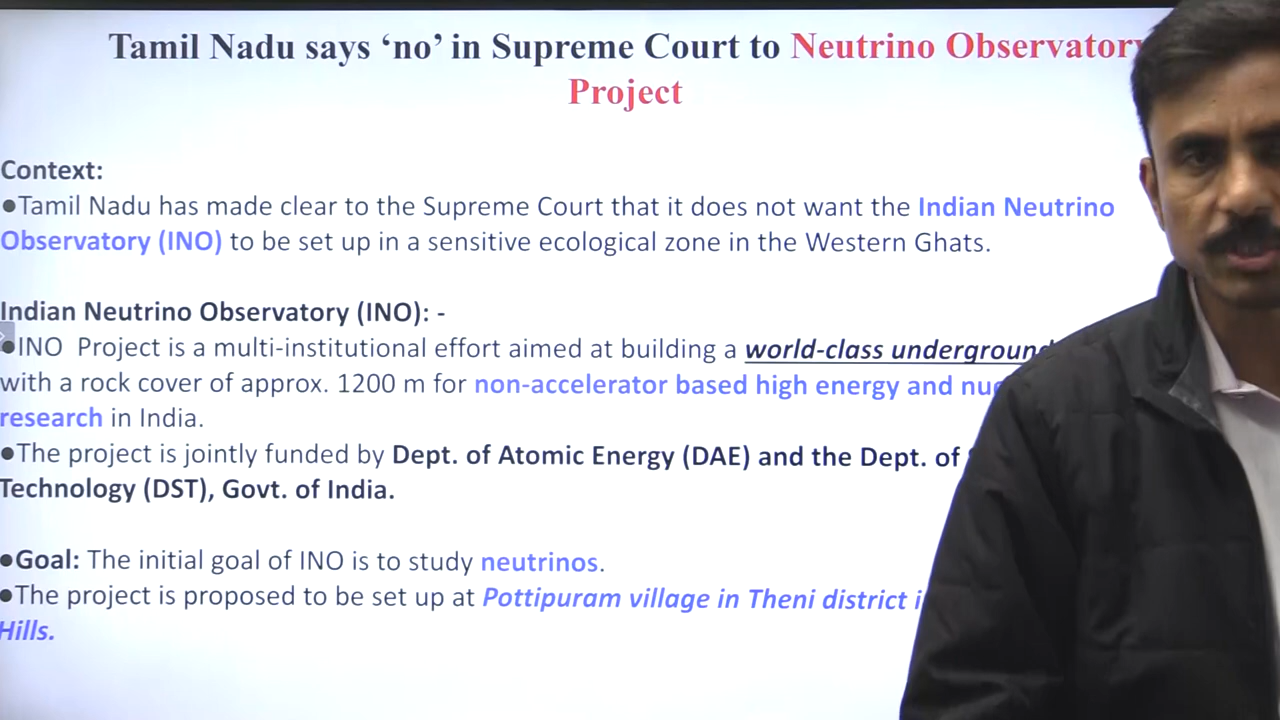 Tamil Nadu says ‘no’ in Supreme Court to Neutrino Observatory
Project
Context:
●Tamil Nadu has made clear to the Supreme Court that it does not want the Indian Neutrino
Observatory (INO) to be set up in a sensitive ecological zone in the Western Ghats.
Indian Neutrino Observatory (INO): -
●INO Project is a multi-institutional effort aimed at building a world-class underground
with a rock cover of approx. 1200 m for non-accelerator based high energy and
research in India.
●The project is jointly funded by Dept. of Atomic Energy (DAE) and the Dept. of
Technology (DST), Govt. of India.
●Goal: The initial goal of INO is to study neutrinos.
●The project is proposed to be set up at Pottipuram village in Theni district
Hills.